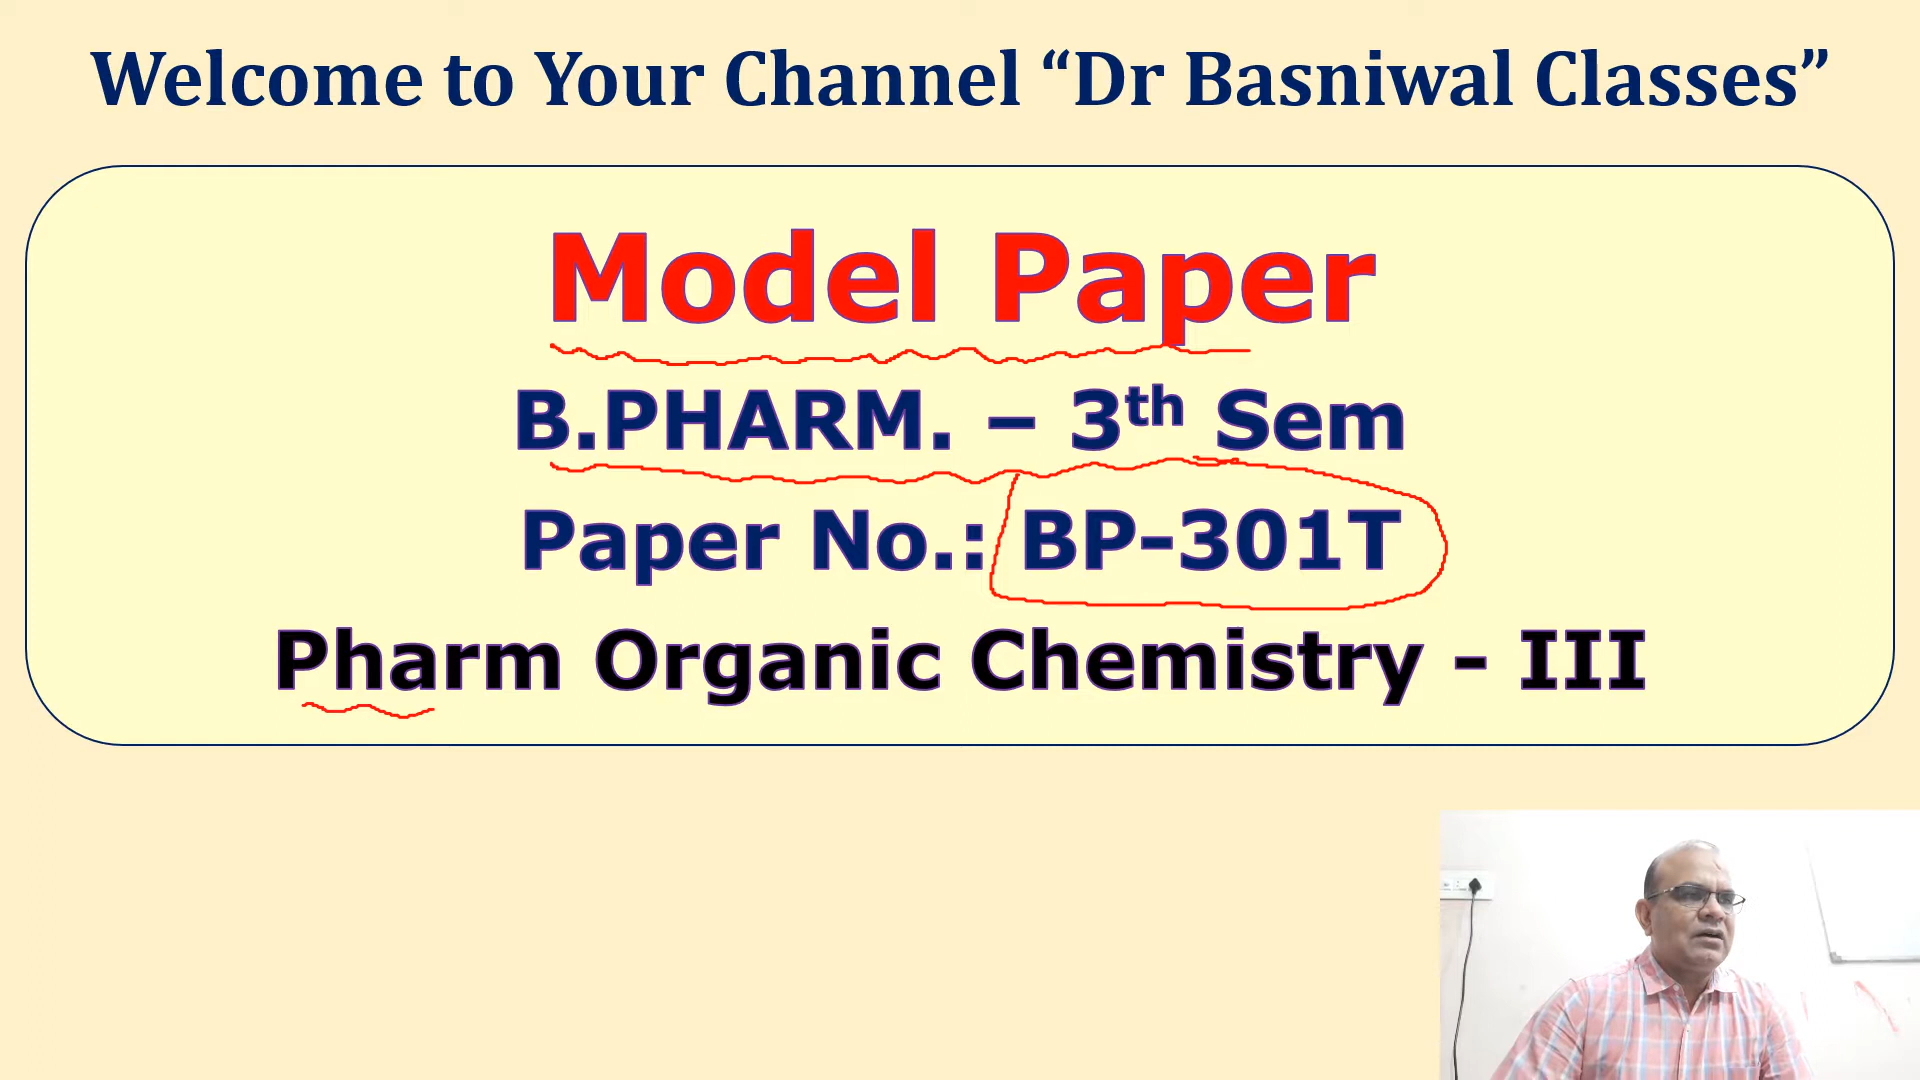 Welcome to Your Channel “Dr Basniwal Classes”
Model Paper
B.PHARM. – 3th Sem
Paper No.: BP-301T
Pharm Organic Chemistry - III